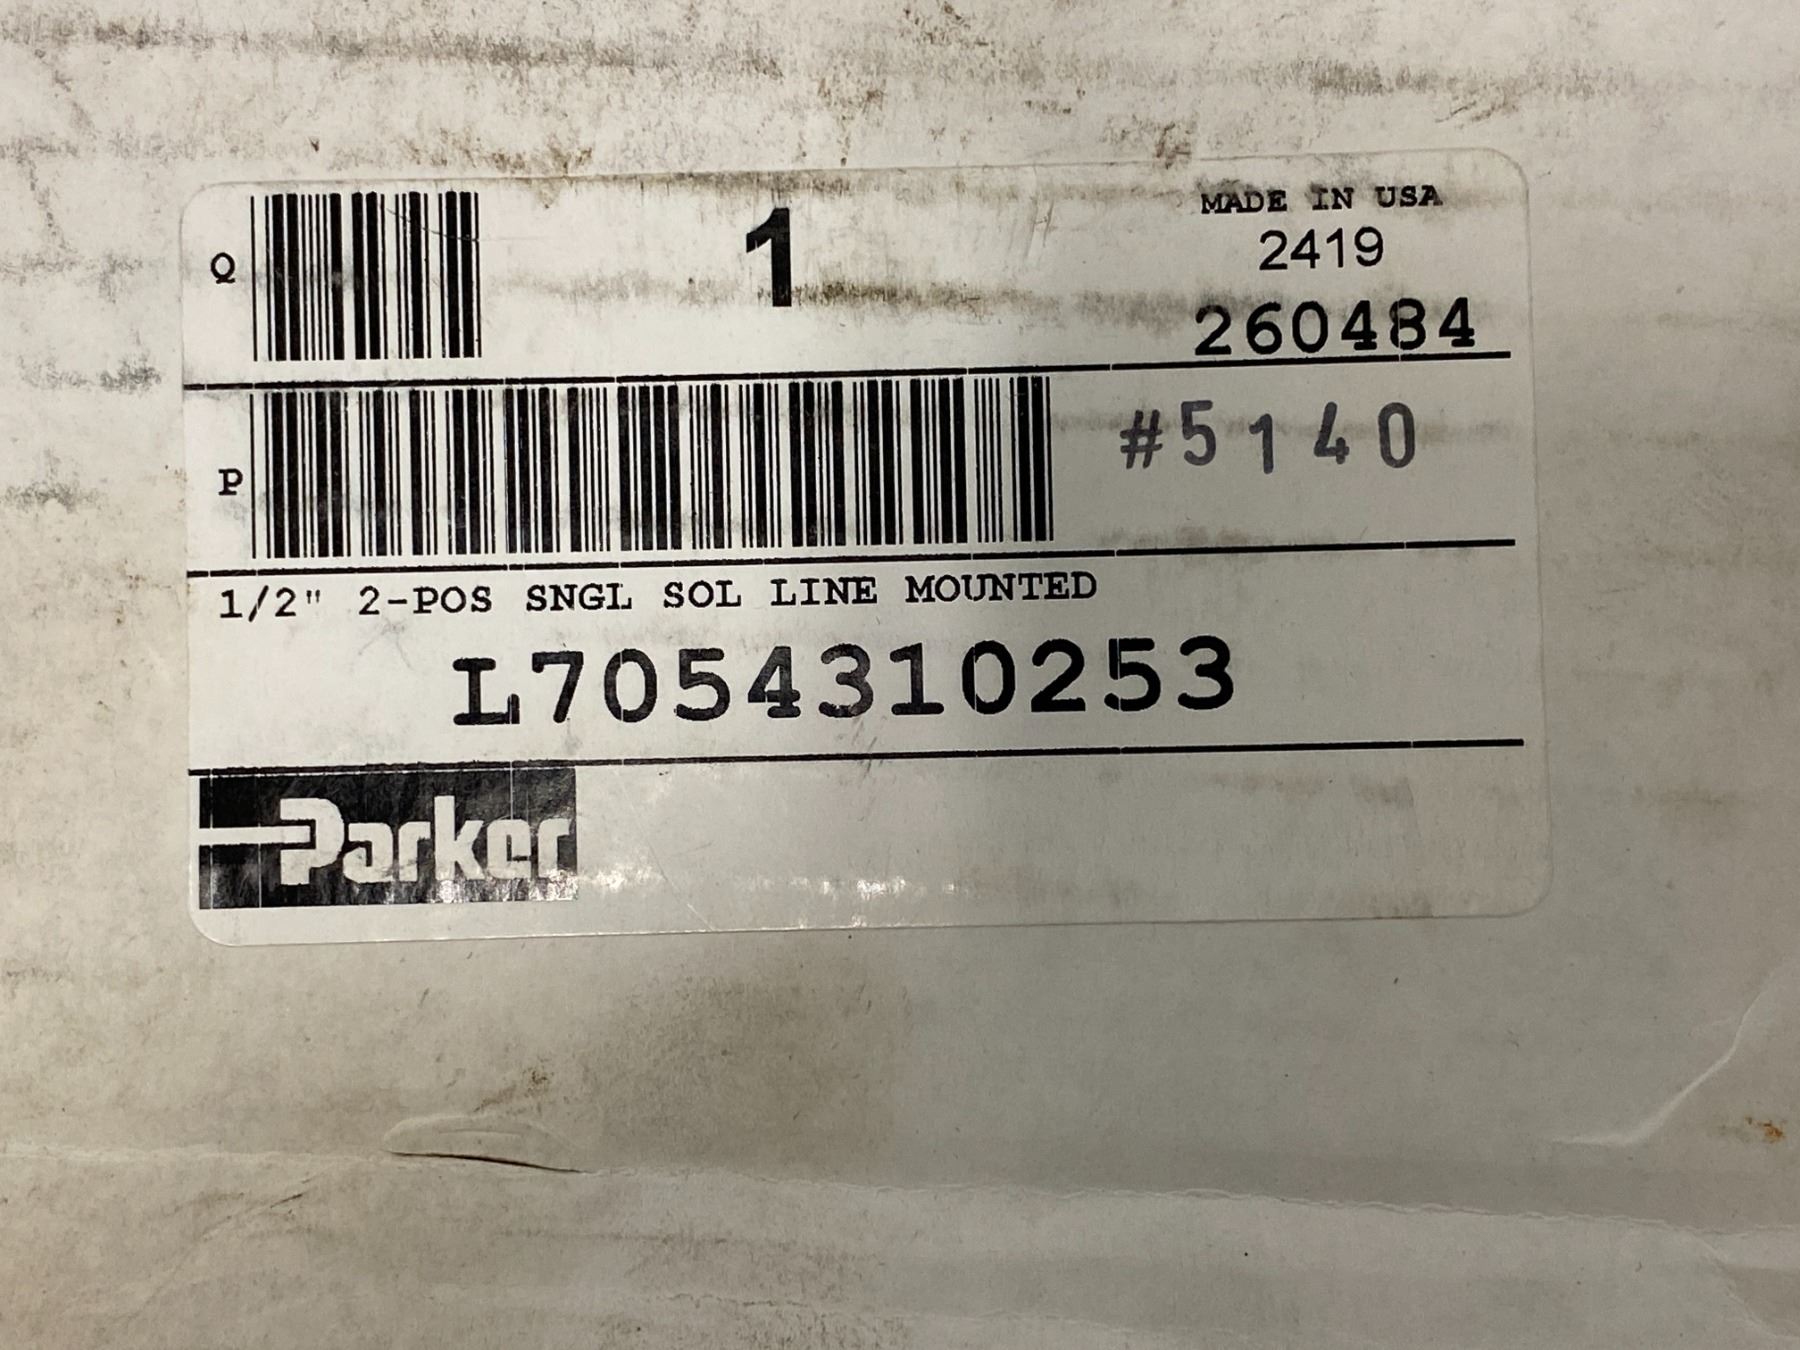 Q
1
MADE IN USA
2419
260484
P
#5140
1/2" 2-POS SNGL SOL LINE MOUNTED
L7054310253
Parker